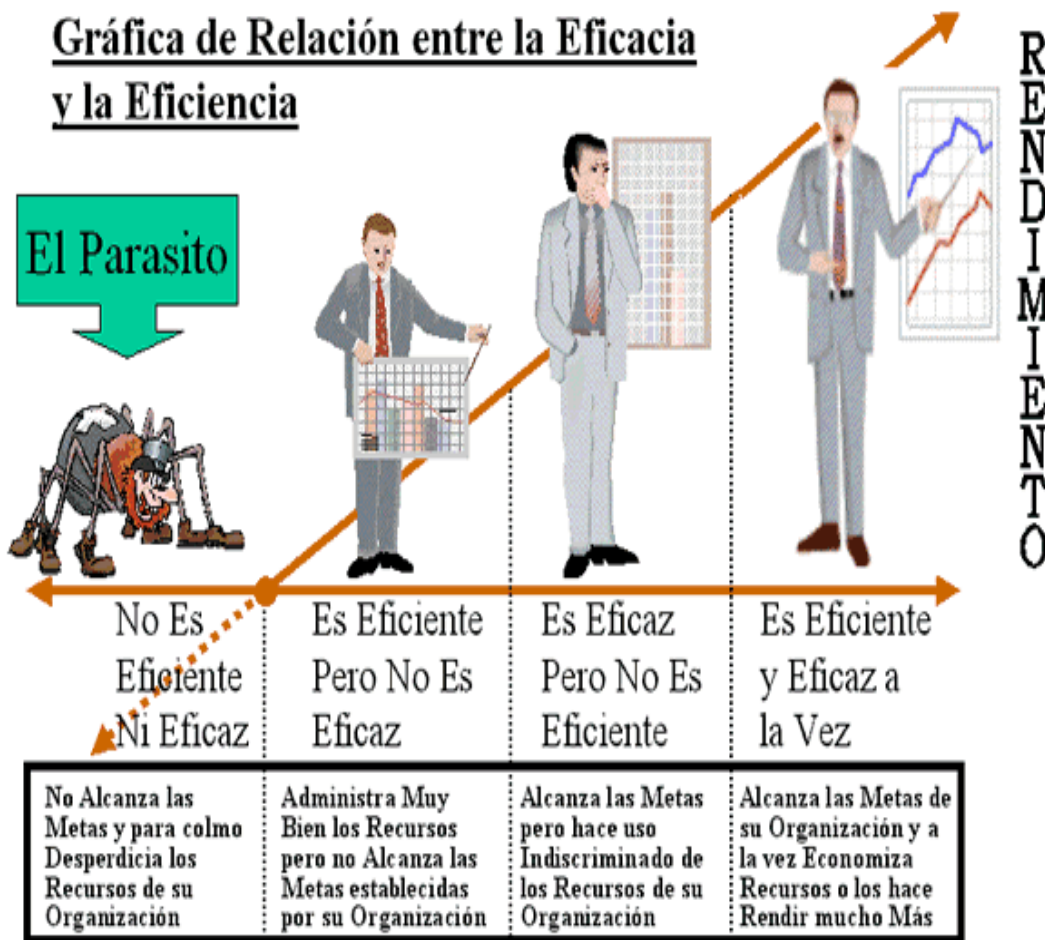 Gráfica de Relación entre la Eficacia
y la Eficiencia
El Parasito
RENDIMIENTO
No Es
Eficiente
Ni Eficaz
Es Eficiente
Pero No Es
Eficaz
Es Eficaz
Pero No Es
Eficiente
Es Eficiente
y Eficaz a
la Vez
No Alcanza las
Metas y para colmo
Desperdicia los
Recursos de su
Organización
Administra Muy
Bien los Recursos
pero no Alcanza las
Metas establecidas
por su Organización
Alcanza las Metas
pero hace uso
Indiscriminado de
los Recursos de su
Organización
Alcanza las Metas de
su Organización y a
la vez Economiza
Recursos o los hace
Rendir mucho Más